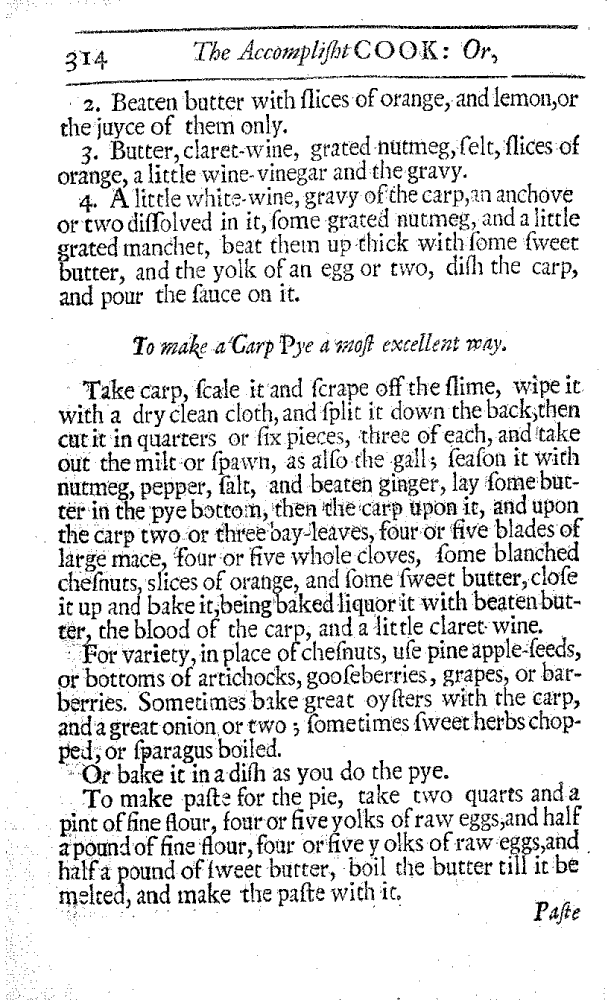 314 The Accompliſht COOK: Or,
2. Beaten butter with ſlices of orange, and lemon,or
the juyce of them only.
3. Butter, claret-wine, grated nutmeg, ſelt, ſlices of
orange, a little wine-vinegar and the gravy.
4. A little white-wine, gravy of the carp,an anchove
or two diſſolved in it, ſome grated nutmeg, and a little
grated manchet, beat them up thick with ſome ſweet
butter, and the yolk of an egg or two, diſh the carp,
and pour the ſauce on it.
To make a Carp Pye a moſt excellent way.
Take carp, ſcale it and ſcrape off the ſlime, wipe it
with a dry clean cloth, and ſplit it down the back,then
cut it in quarters or ſix pieces, three of each, and take
out the milt or ſpawn, as alſo the gall; ſeaſon it with
nutmeg, pepper, ſalt, and beaten ginger, lay ſome but-
ter in the pye bottom, then the carp upon it, and upon
the carp two or three bay-leaves, four or five blades of
large mace, four or five whole cloves, ſome blanched
cheſnuts, slices of orange, and ſome ſweet butter, cloſe
it up and bake it,being baked liquor it with beaten but-
ter, the blood of the carp, and a little claret-wine.
For variety, in place of cheſnuts, uſe pine apple-ſeeds,
or bottoms of artichocks, gooſeberries, grapes, or bar-
berries. Sometimes bake great oyſters with the carp,
and a great onion or two; ſometimes ſweet herbs chop-
ped, or ſparagus boiled.
Or bake it in a diſh as you do the pye.
To make paſte for the pie, take two quarts and a
pint of fine flour, four or five yolks of raw eggs,and half
a pound of fine flour, four or five y olks of raw eggs,and
half a pound of ſweet butter, boil the butter till it be
melted, and make the paſte with it.
Paſte